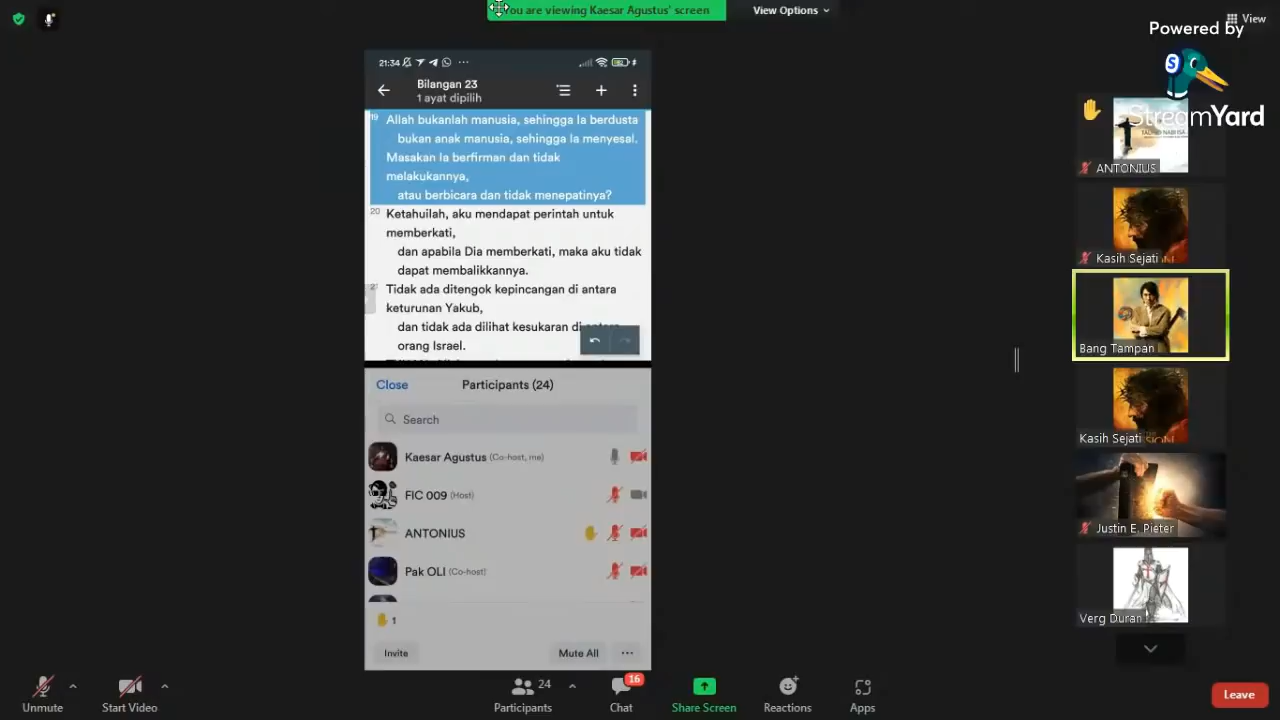 You are viewing Kaesar Agustus' screen
View Options
View
Powered by
StreamYard
21:34
Bilangan 23
1 ayat dipilih
19 Allah bukanlah manusia, sehingga Ia berdusta
bukan anak manusia, sehingga Ia menyesal.
Masakan Ia berfirman dan tidak
melakukannya,
atau berbicara dan tidak menepatinya?
20 Ketahuilah, aku mendapat perintah untuk
memberkati,
dan apabila Dia memberkati, maka aku tidak
dapat membalikkannya.
21 Tidak ada ditengok kepincangan di antara
keturunan Yakub,
dan tidak ada dilihat kesukaran di antara
orang Israel.
Close
Participants (24)
Search
Kaesar Agustus (Co-host, me)
FIC 009 (Host)
ANTONIUS
Pak OLI (Co-host)
1
Invite
Mute All
ANTONIUS
Kasih Sejati
Bang Tampan
Kasih Sejati
Justin E. Pieter
Verg Duran
Unmute
Start Video
24
Participants
16
Chat
Share Screen
Reactions
Apps
Leave